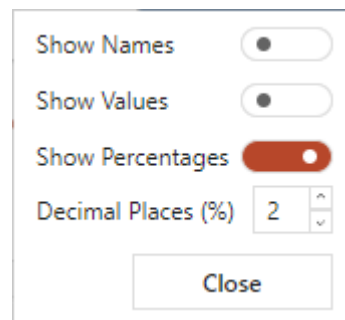 Show Names
Show Values
Show Percentages
Decimal Places (%) 2
Close